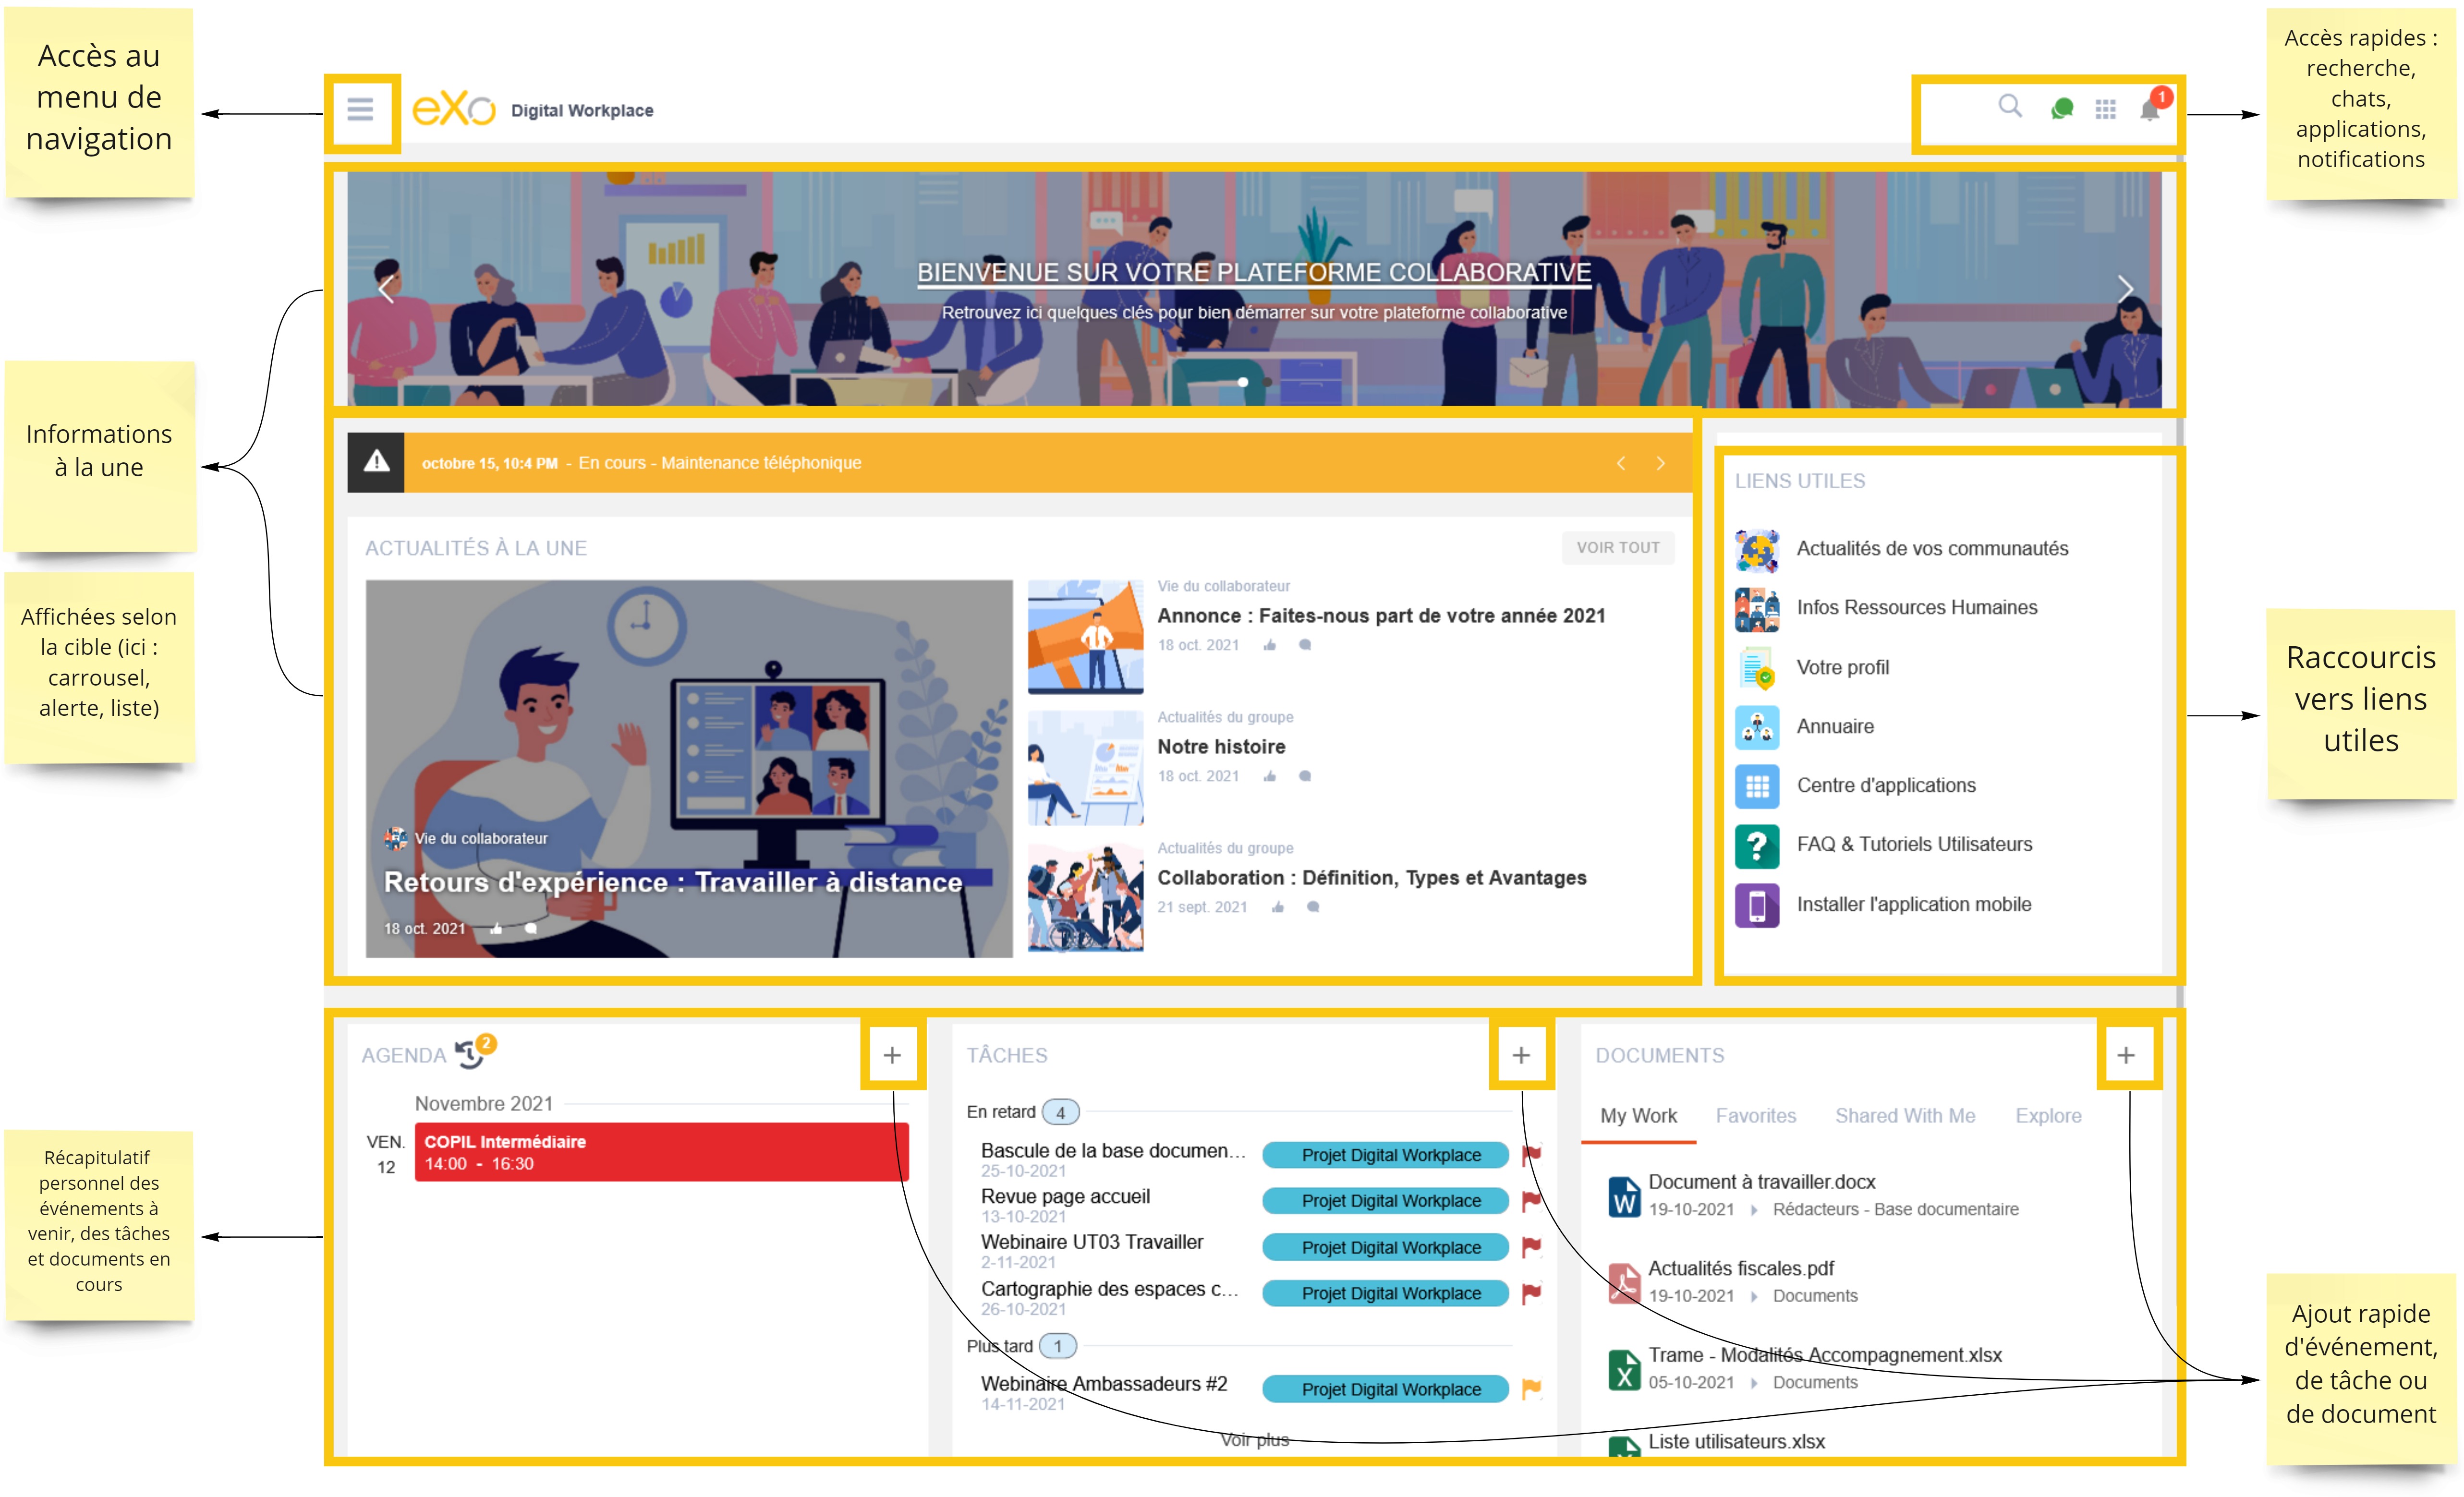 Accès au
menu de
navigation
eXo
Digital Workplace
1
Accès rapides :
recherche,
chats,
applications,
notifications
BIENVENUE SUR VOTRE PLATEFORME COLLABORATIVE
Retrouvez ici quelques clés pour bien démarrer sur votre plateforme collaborative
Informations
à la une
Affichées selon
la cible (ici :
carrousel,
alerte, liste)
octobre 15, 10:4 PM - En cours - Maintenance téléphonique
ACTUALITÉS À LA UNE
VOIR TOUT
Vie du collaborateur
Retours d'expérience : Travailler à distance
18 oct. 2021
Vie du collaborateur
Annonce : Faites-nous part de votre année 2021
18 oct. 2021
Actualités du groupe
Notre histoire
18 oct. 2021
Actualités du groupe
Collaboration : Définition, Types et Avantages
21 sept. 2021
LIENS UTILES
Actualités de vos communautés
Infos Ressources Humaines
Votre profil
Annuaire
Centre d'applications
FAQ & Tutoriels Utilisateurs
Installer l'application mobile
Raccourcis
vers liens
utiles
Récapitulatif
personnel des
événements à
venir, des tâches
et documents en
cours
AGENDA 2
+
Novembre 2021
VEN.
12
COPIL Intermédiaire
14:00 - 16:30
TÂCHES
+
En retard 4
Bascule de la base documen... Projet Digital Workplace
25-10-2021
Revue page accueil Projet Digital Workplace
13-10-2021
Webinaire UT03 Travailler Projet Digital Workplace
2-11-2021
Cartographie des espaces c... Projet Digital Workplace
26-10-2021
Plus tard 1
Webinaire Ambassadeurs #2 Projet Digital Workplace
14-11-2021
Voir plus
DOCUMENTS
+
My Work Favorites Shared With Me Explore
Document à travailler.docx
19-10-2021 Rédacteurs - Base documentaire
Actualités fiscales.pdf
19-10-2021 Documents
Trame - Modalités Accompagnement.xlsx
05-10-2021 Documents
Liste utilisateurs.xlsx
Ajout rapide
d'événement,
de tâche ou
de document